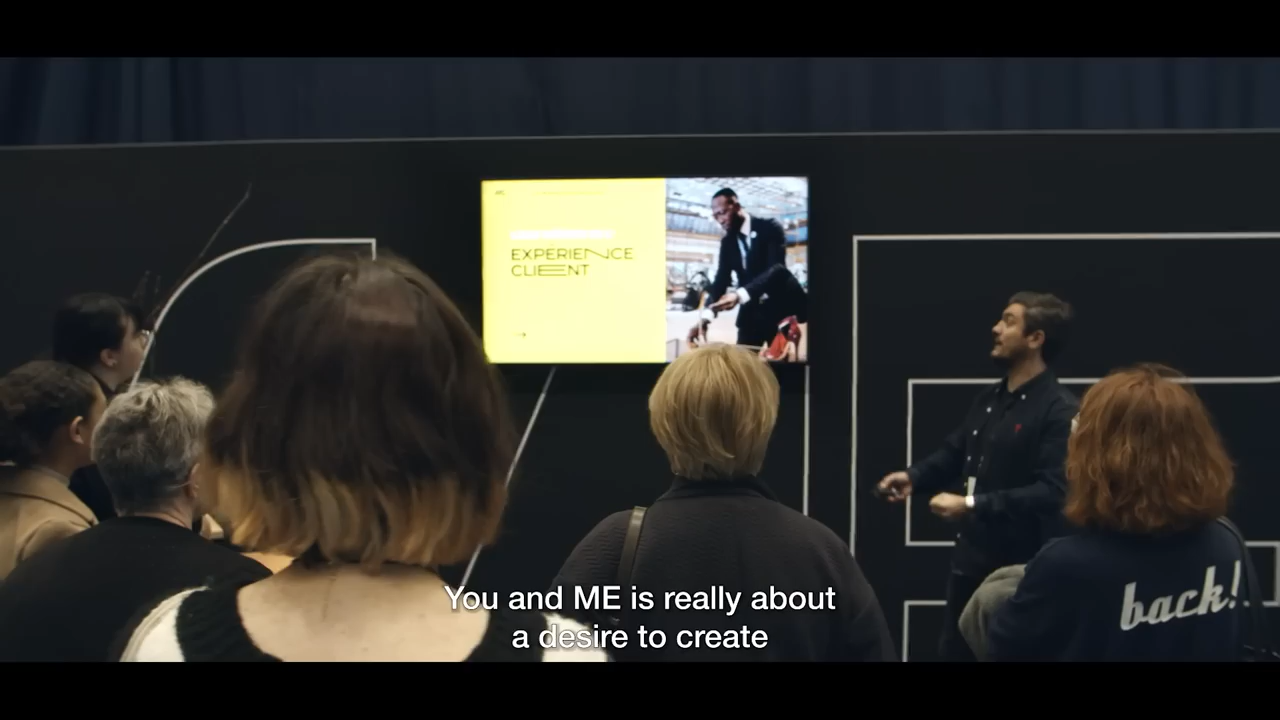 EXPERIENCE
CLIENT
back!
You and ME is really about
a desire to create